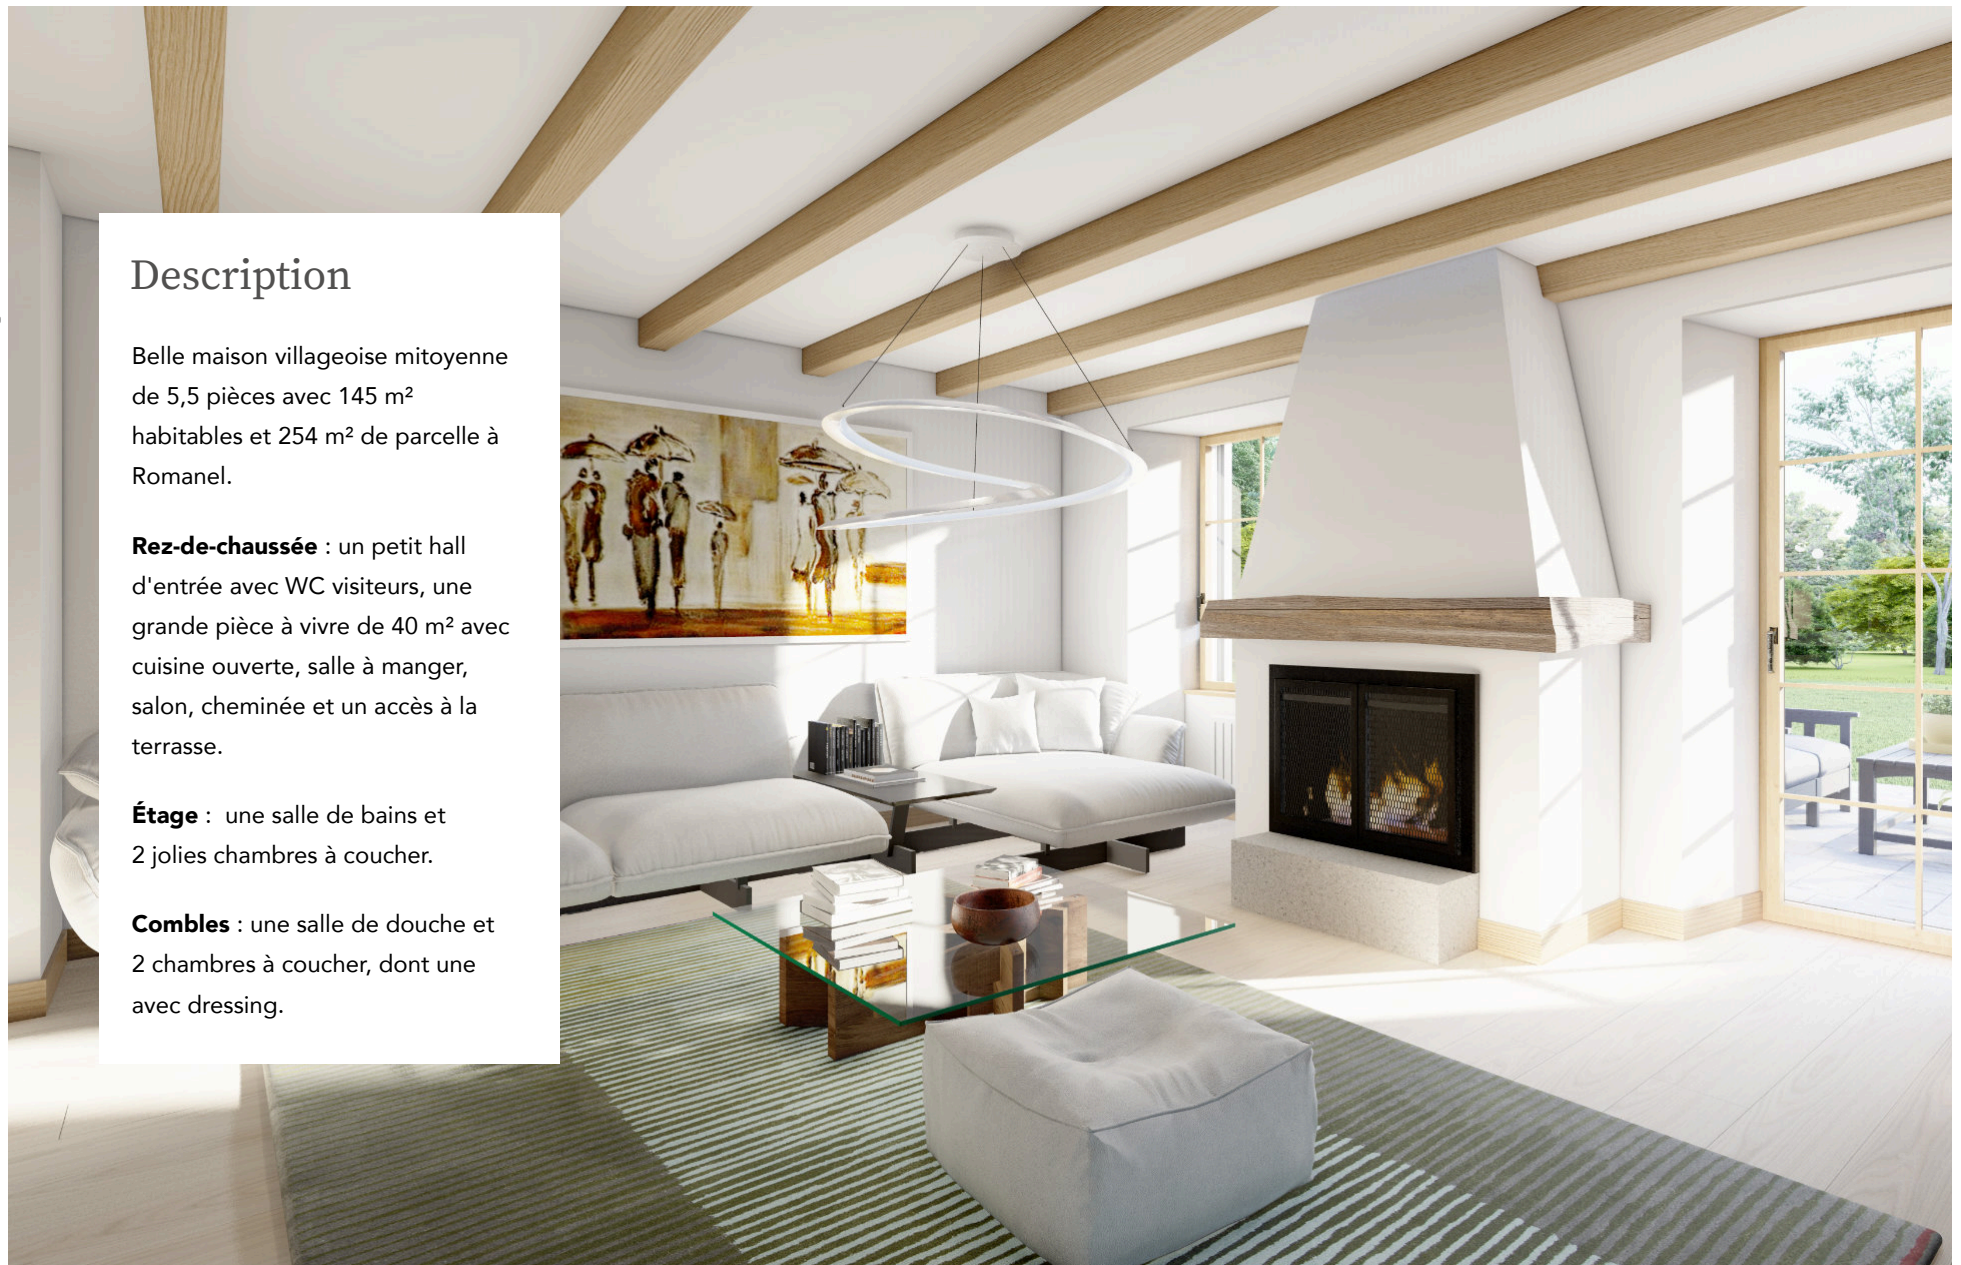 Description
Belle maison villageoise mitoyenne
de 5,5 pièces avec 145 m²
habitables et 254 m² de parcelle à
Romanel.
Rez-de-chaussée : un petit hall
d'entrée avec WC visiteurs, une
grande pièce à vivre de 40 m² avec
cuisine ouverte, salle à manger,
salon, cheminée et un accès à la
terrasse.
Étage :  une salle de bains et
2 jolies chambres à coucher.
Combles : une salle de douche et
2 chambres à coucher, dont une
avec dressing.